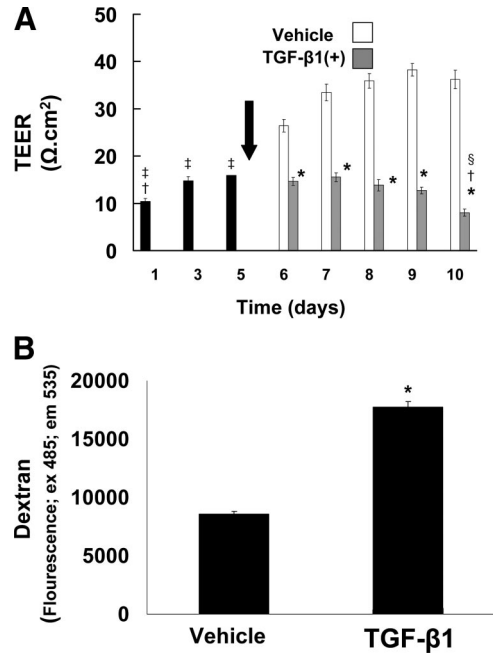 A
Vehicle
TGF-β1(+)
TEER
(Ω.cm²)
50
40
30
20
10
0
‡
†
‡
‡
*
*
*
*
§
†
*
1 3 5 6 7 8 9 10
Time (days)
B
Dextran
(Flourescence; ex 485; em 535)
20000
15000
10000
5000
0
*
Vehicle TGF-β1